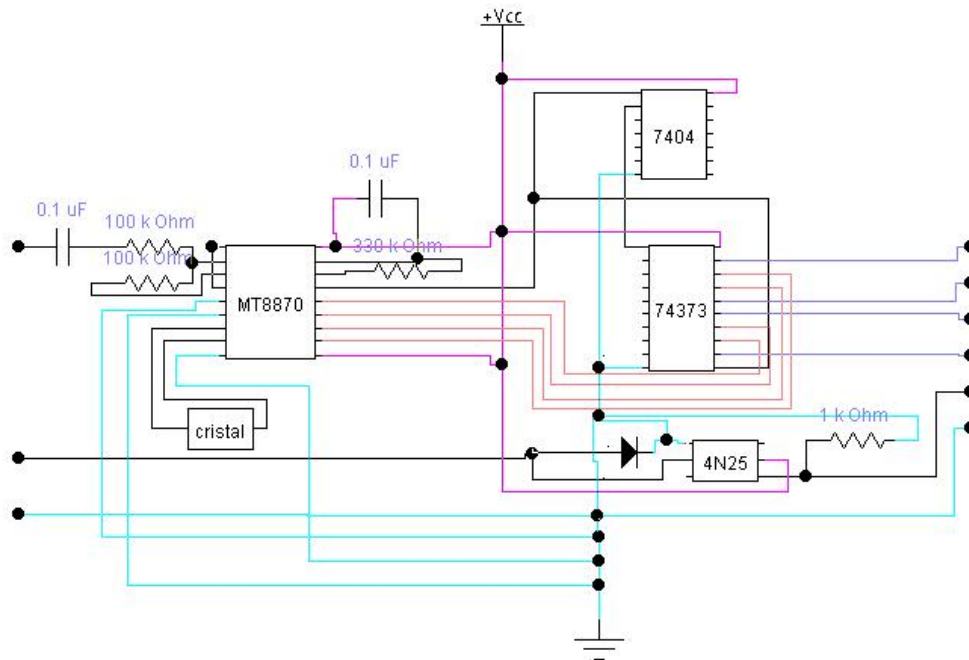 +Vcc
7404
0.1 uF
0.1 uF
100 k Ohm
330 k Ohm
100 k Ohm
MT8870
74373
cristal
1 k Ohm
4N25